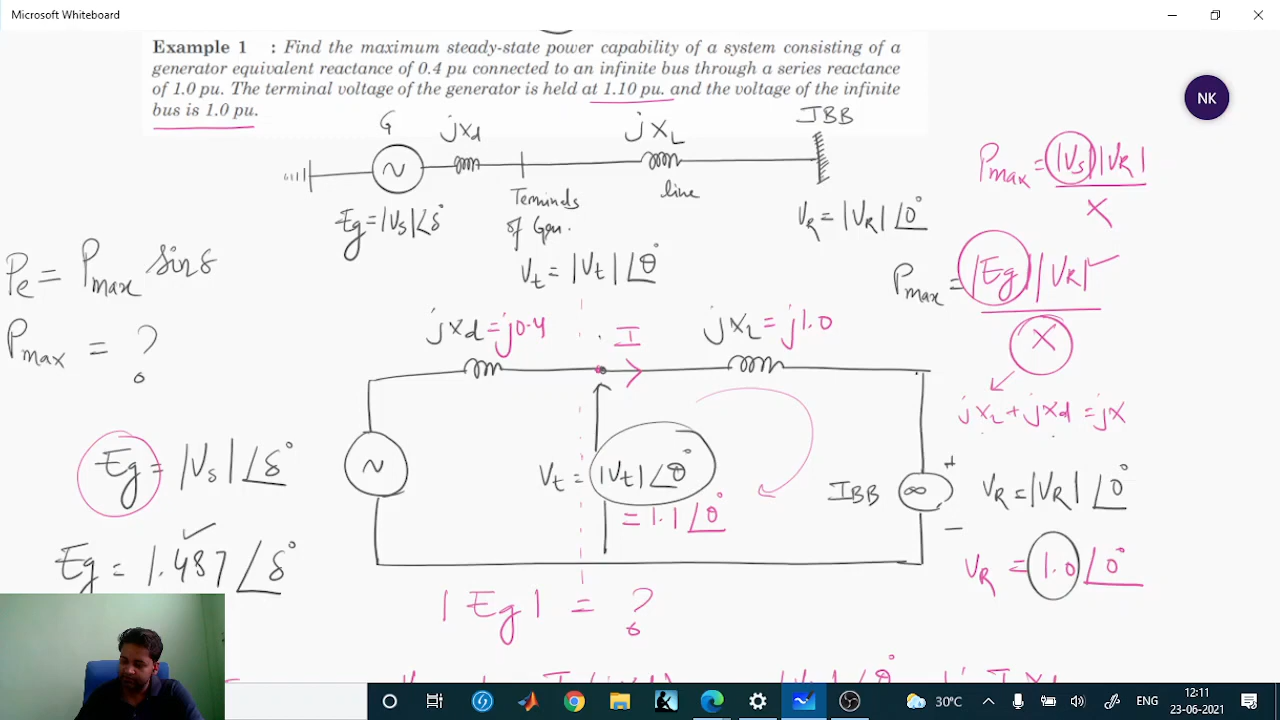 Microsoft Whiteboard
Example 1 : Find the maximum steady-state power capability of a system consisting of a
generator equivalent reactance of 0.4 pu connected to an infinite bus through a series reactance
of 1.0 pu. The terminal voltage of the generator is held at 1.10 pu. and the voltage of the infinite
bus is 1.0 pu.
NK
G
jXd
jXL
IBB
Terminals
of Gen.
line
Eg = |Vs|∠δ°
VR = |VR|∠0°
Vt = |Vt|∠θ°
Pmax = |Vs||VR| / X
Pe = Pmax Sinδ
Pmax = |Eg||VR| / X
Pmax = ?
jXd = j0.4
I
jXL = j1.0
jXL + jXd = jX
Eg = |Vs|∠δ°
Vt = |Vt|∠θ°
= 1.1∠θ°
IBB
∞
+
VR = |VR|∠0°
−
Eg = 1.487∠δ°
VR = 1.0∠0°
|Eg| = ?
30°C
ENG
12:11
23-06-2021